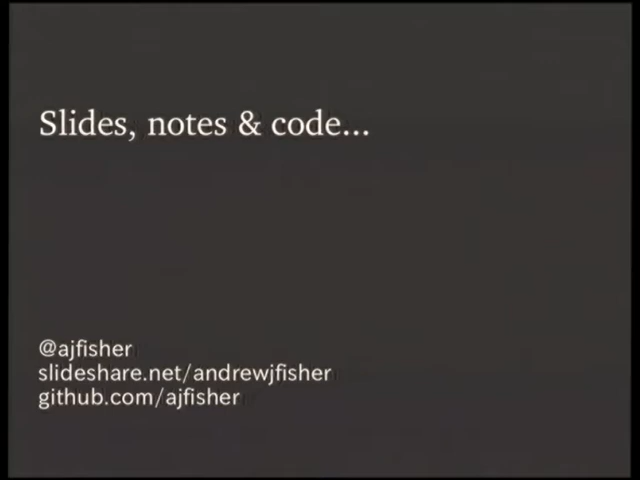 Slides, notes & code...
@ajfisher
slideshare.net/andrewjfisher
github.com/ajfisher